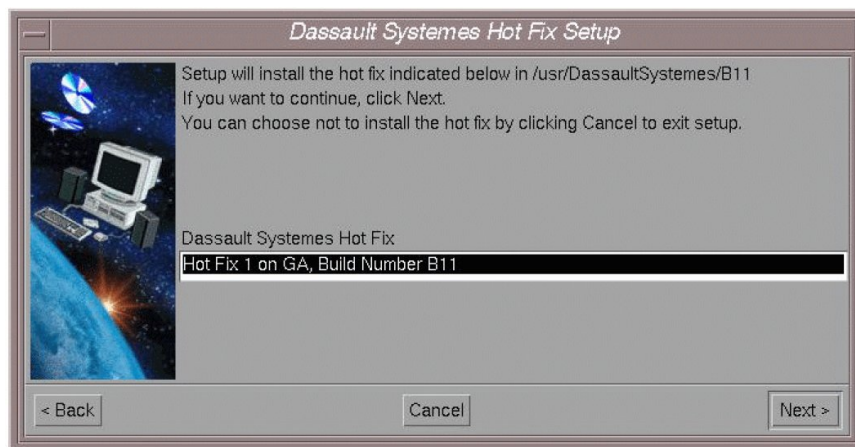 Dassault Systemes Hot Fix Setup
Setup will install the hot fix indicated below in /usr/DassaultSystemes/B11
If you want to continue, click Next.
You can choose not to install the hot fix by clicking Cancel to exit setup.
Dassault Systemes Hot Fix
Hot Fix 1 on GA, Build Number B11
< Back Cancel Next >